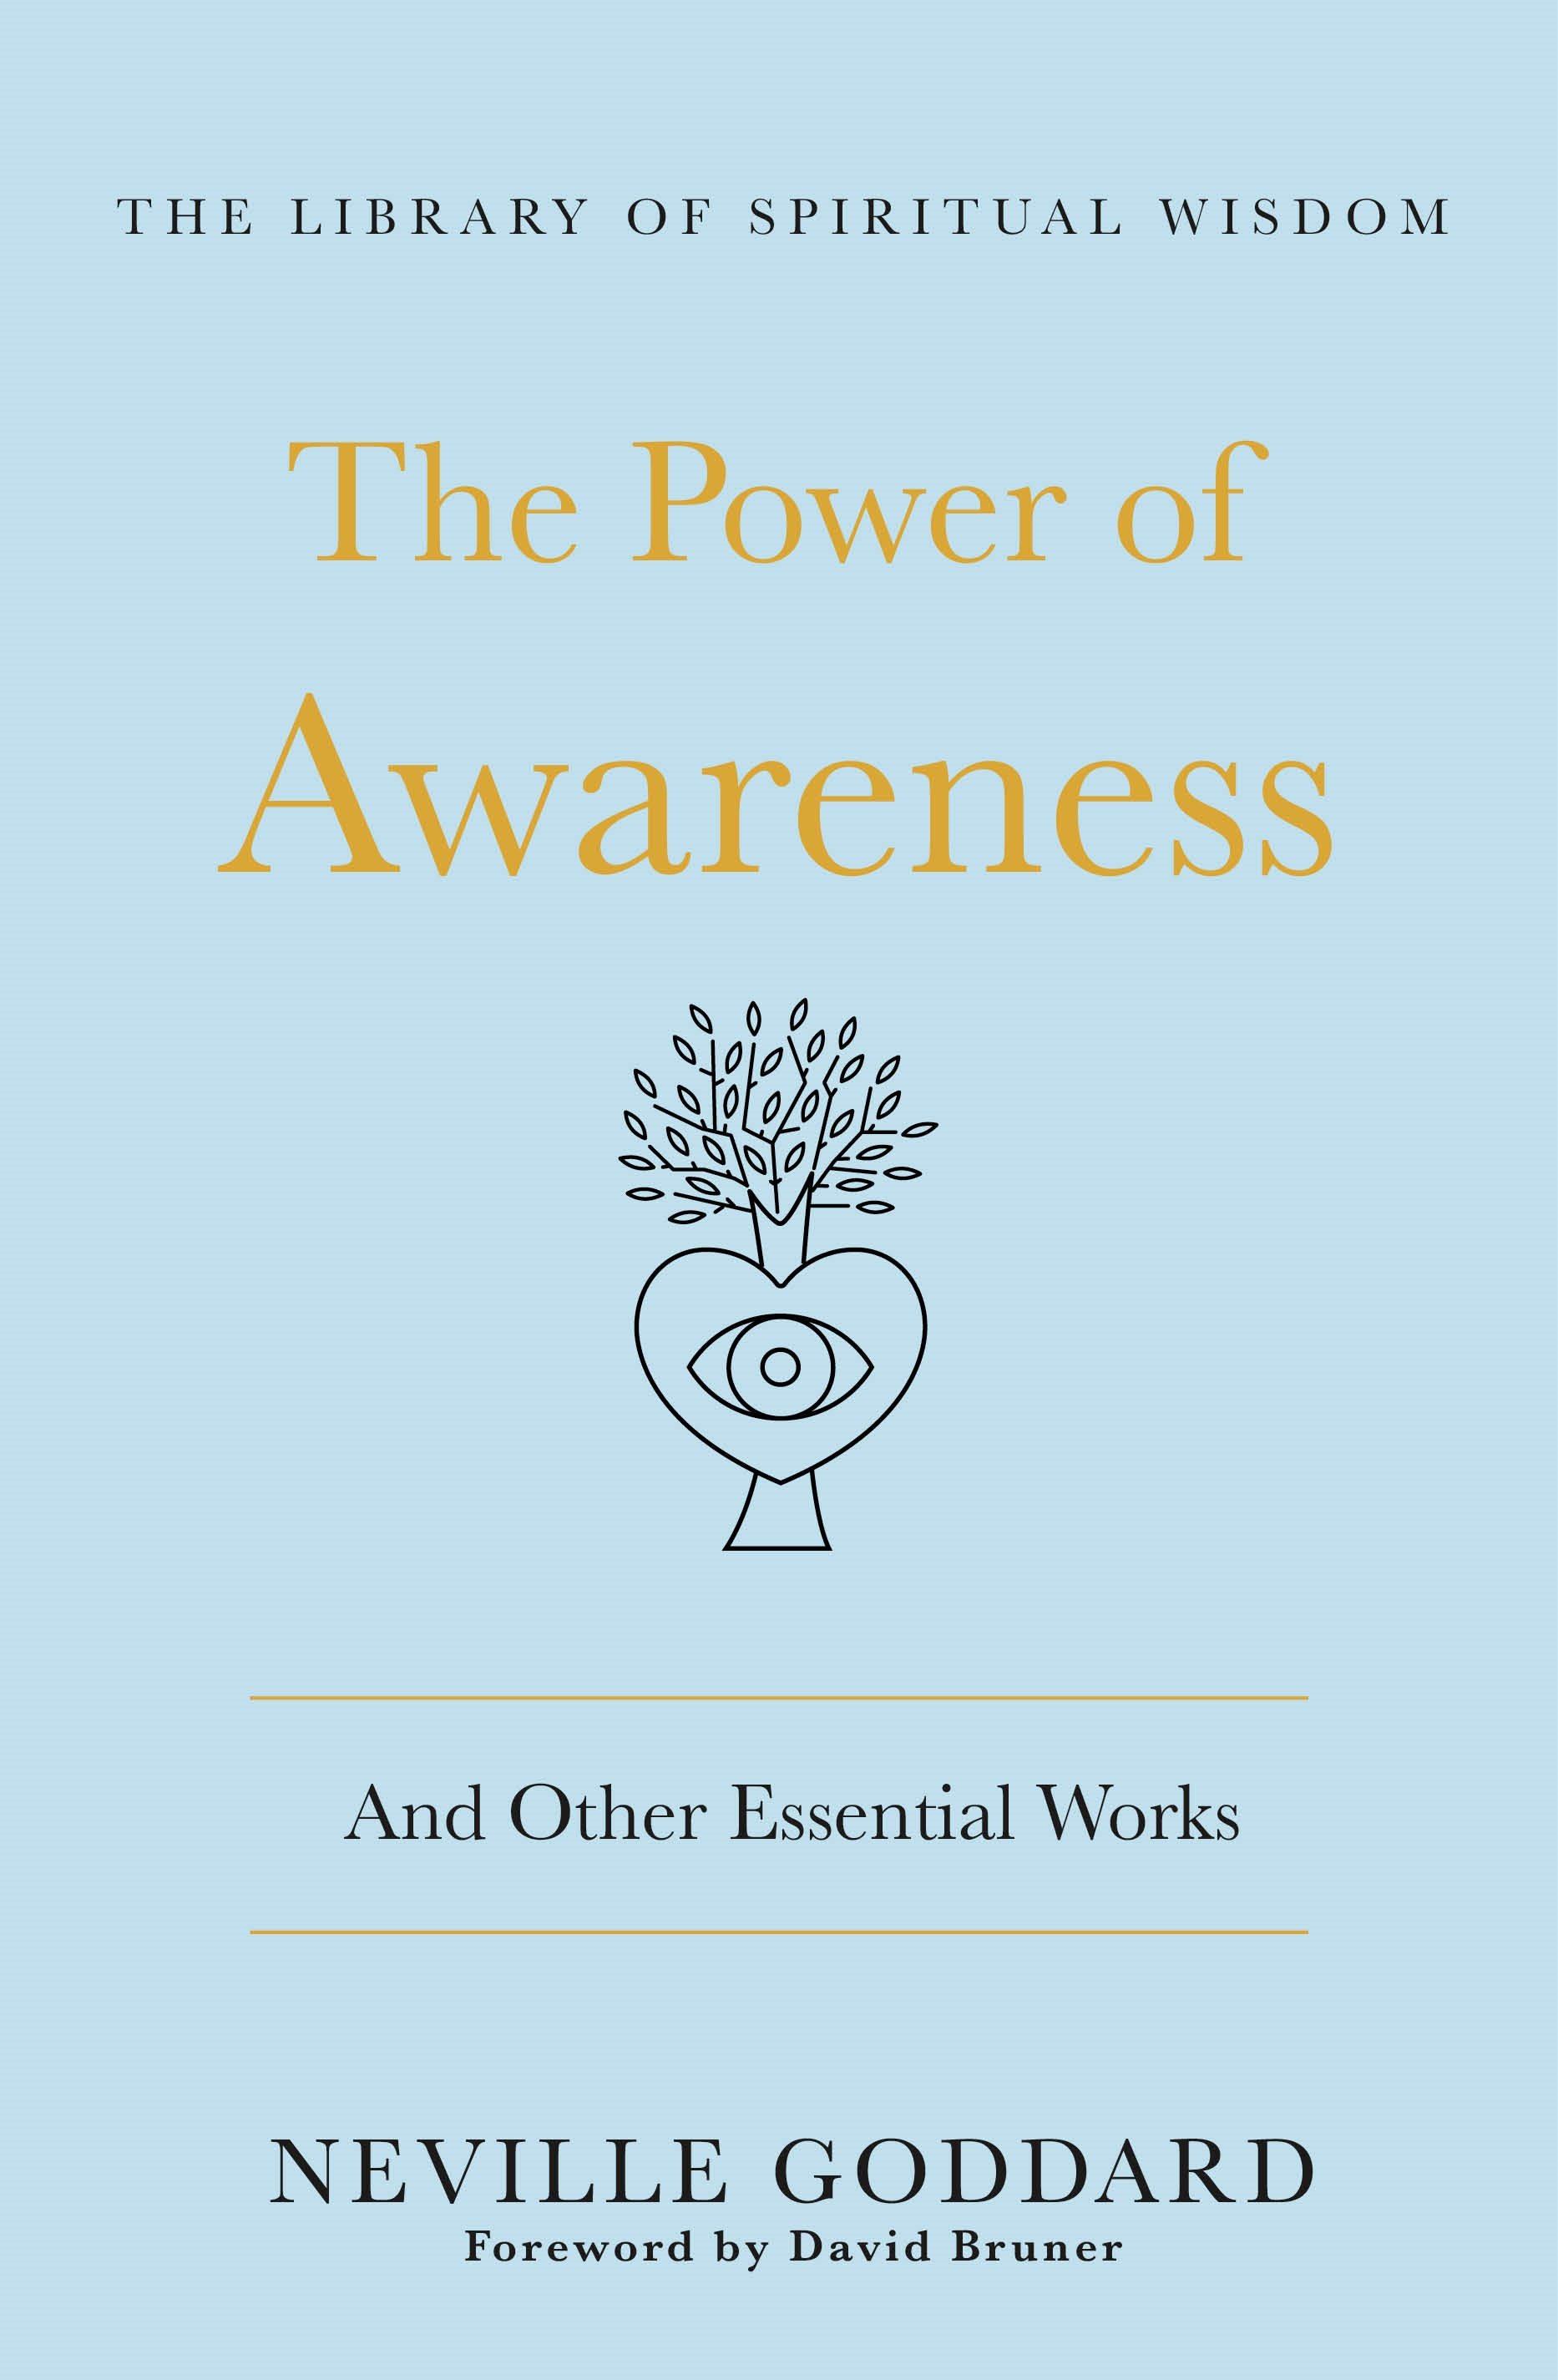 THE LIBRARY OF SPIRITUAL WISDOM
The Power of
Awareness
And Other Essential Works
NEVILLE GODDARD
Foreword by David Bruner